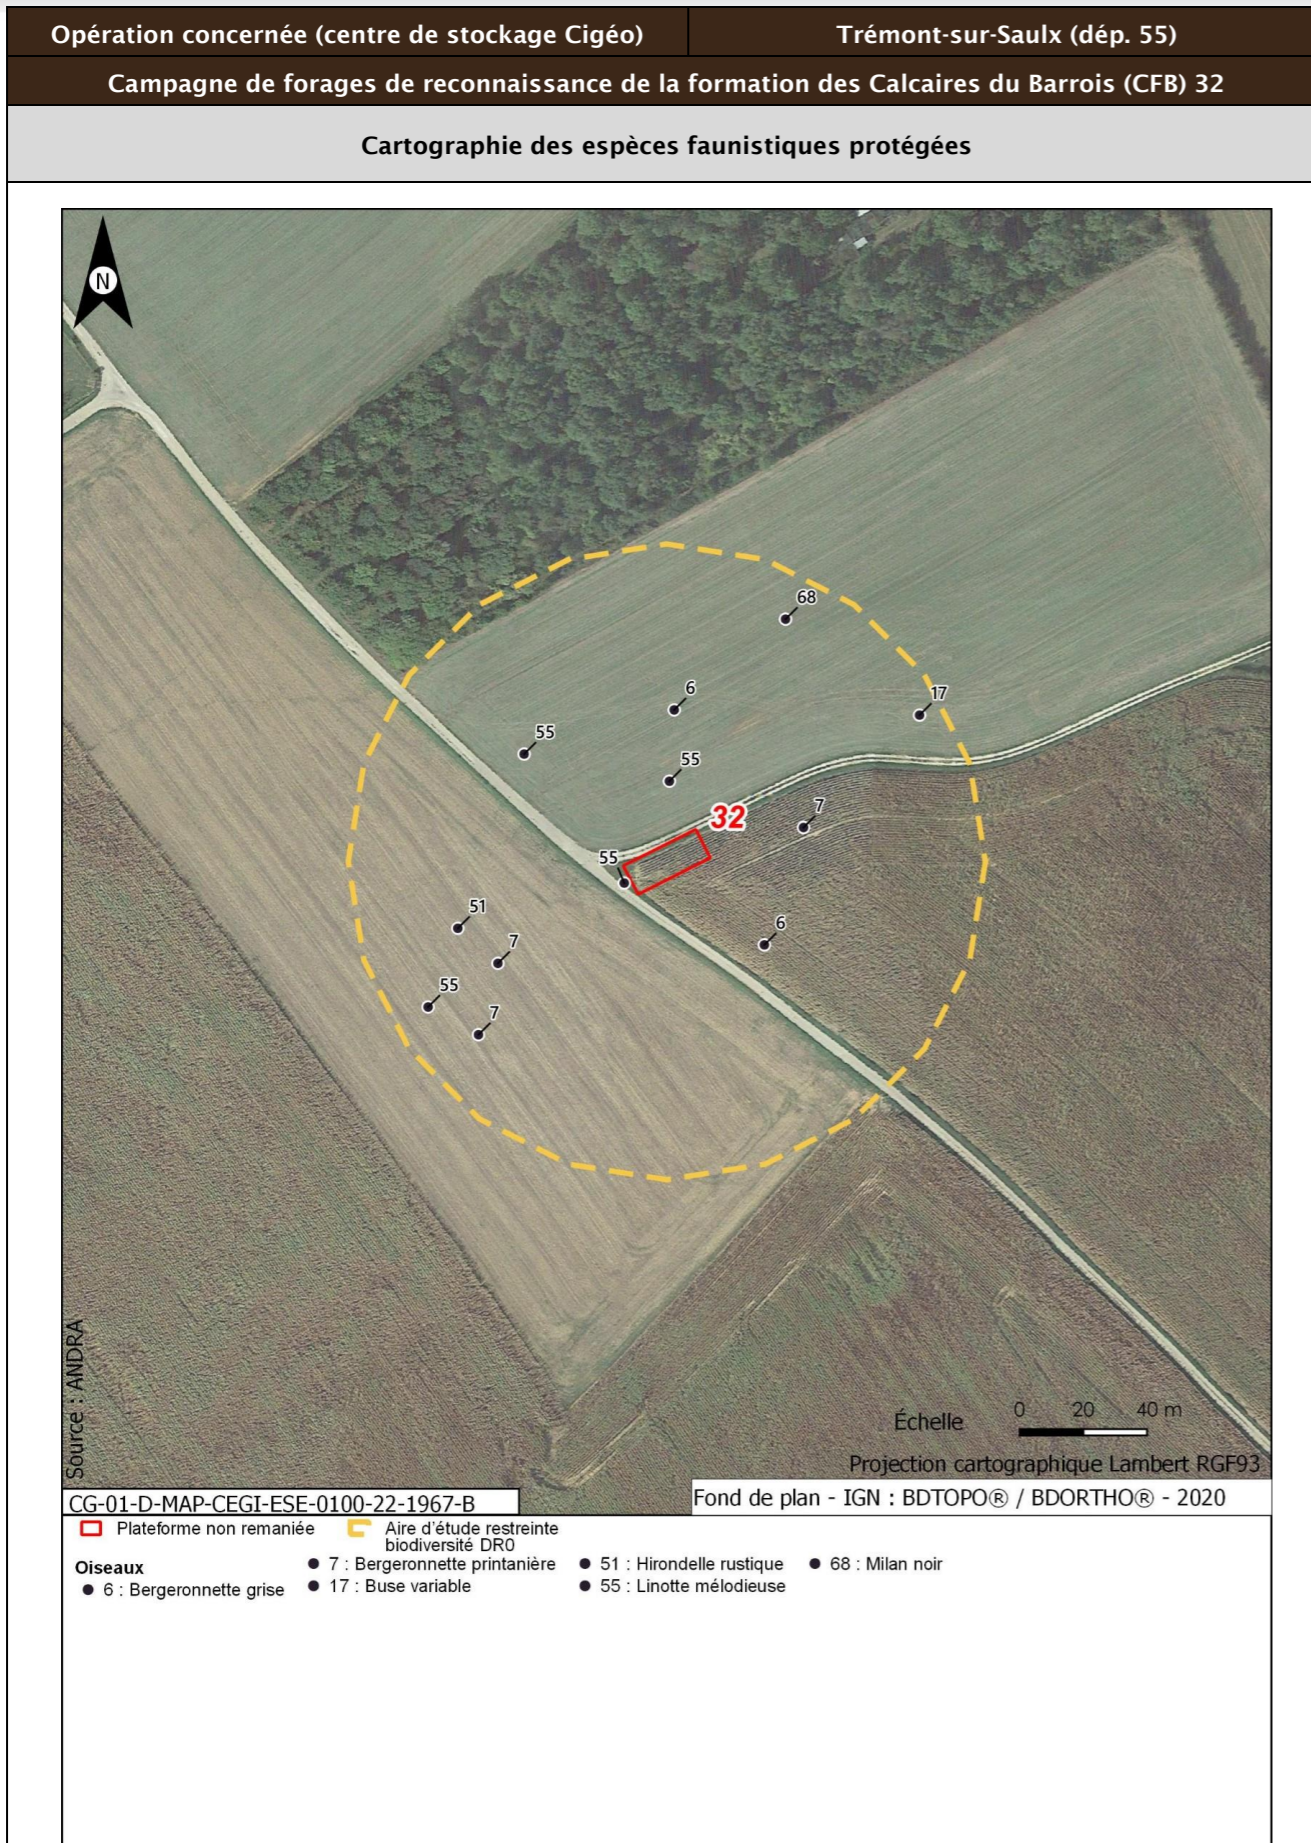 Opération concernée (centre de stockage Cigéo)
Trémont-sur-Saulx (dép. 55)
Campagne de forages de reconnaissance de la formation des Calcaires du Barrois (CFB) 32
Cartographie des espèces faunistiques protégées
N
68
6
17
55
55
32
7
55
51
7
6
55
7
Source : ANDRA
Échelle
0 20 40 m
Projection cartographique Lambert RGF93
CG-01-D-MAP-CEGI-ESE-0100-22-1967-B
Fond de plan - IGN : BDTOPO® / BDORTHO® - 2020
Plateforme non remaniée
Aire d'étude restreinte
biodiversité DR0
Oiseaux
6 : Bergeronnette grise
7 : Bergeronnette printanière
17 : Buse variable
51 : Hirondelle rustique
55 : Linotte mélodieuse
68 : Milan noir